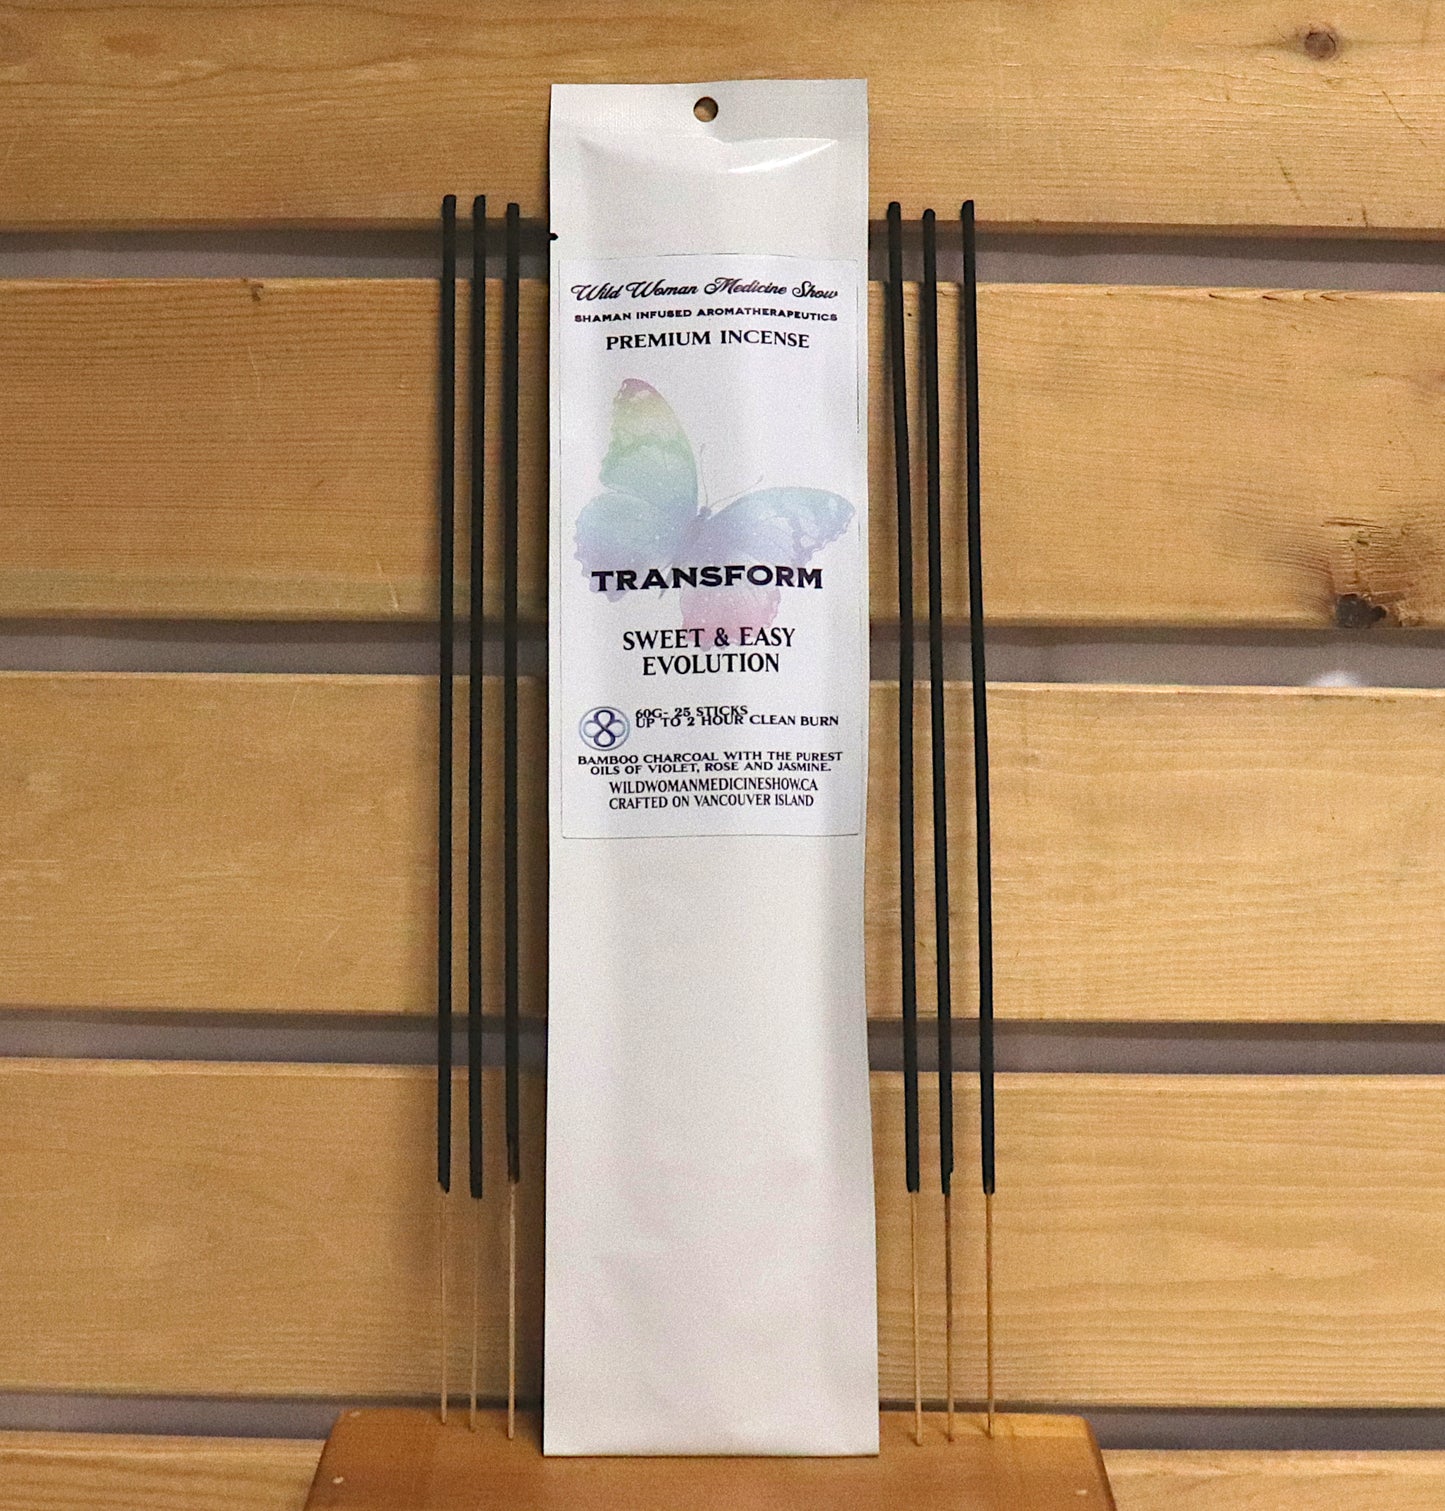 Wild Woman Medicine Show
SHAMAN INFUSED AROMATHERAPEUTICS
PREMIUM INCENSE
TRANSFORM
SWEET & EASY
EVOLUTION
60G- 25 STICKS
UP TO 2 HOUR CLEAN BURN
BAMBOO CHARCOAL WITH THE PUREST
OILS OF VIOLET, ROSE AND JASMINE.
WILDWOMANMEDICINESHOW.CA
CRAFTED ON VANCOUVER ISLAND